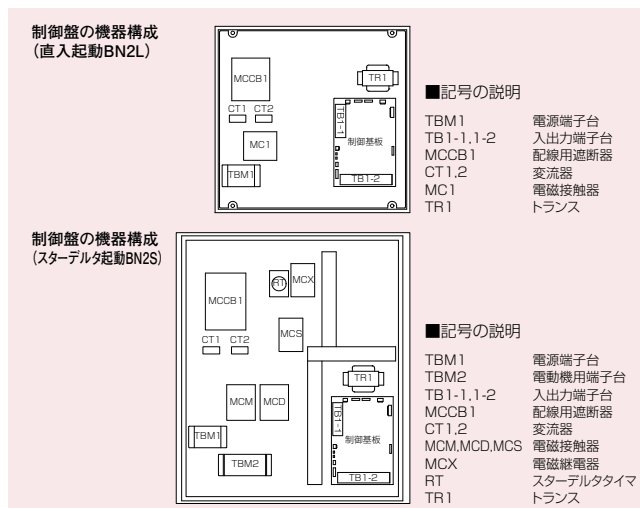 制御盤の機器構成
（直入起動BN2L）
MCCB1
TR1
CT1 CT2
TB1-1
制御基板
MC1
TBM1
TB1-2
■記号の説明
TBM1 電源端子台
TB1-1,1-2 入出力端子台
MCCB1 配線用遮断器
CT1,2 変流器
MC1 電磁接触器
TR1 トランス
制御盤の機器構成
（スターデルタ起動BN2S）
RT
MCX
MCCB1
MCS
CT1 CT2
TR1
MCM
MCD
TB1-1
制御基板
TBM1
TBM2
TB1-2
■記号の説明
TBM1 電源端子台
TBM2 電動機用端子台
TB1-1,1-2 入出力端子台
MCCB1 配線用遮断器
CT1,2 変流器
MCM,MCD,MCS 電磁接触器
MCX 電磁継電器
RT スターデルタタイマ
TR1 トランス